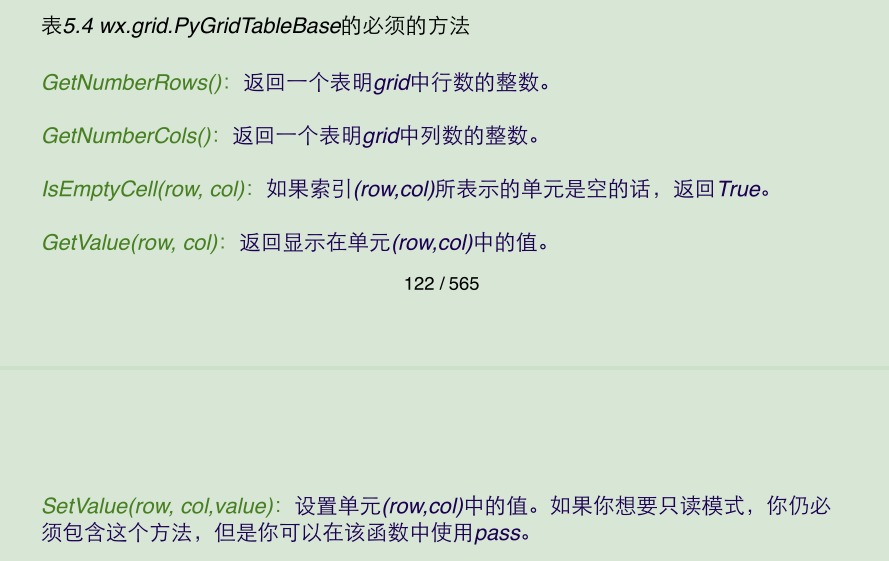 表5.4 wx.grid.PyGridTableBase的必须的方法
GetNumberRows()：返回一个表明grid中行数的整数。
GetNumberCols()：返回一个表明grid中列数的整数。
IsEmptyCell(row, col)：如果索引(row,col)所表示的单元是空的话，返回True。
GetValue(row, col)：返回显示在单元(row,col)中的值。
122 / 565
SetValue(row, col,value)：设置单元(row,col)中的值。如果你想要只读模式，你仍必
须包含这个方法，但是你可以在该函数中使用pass。